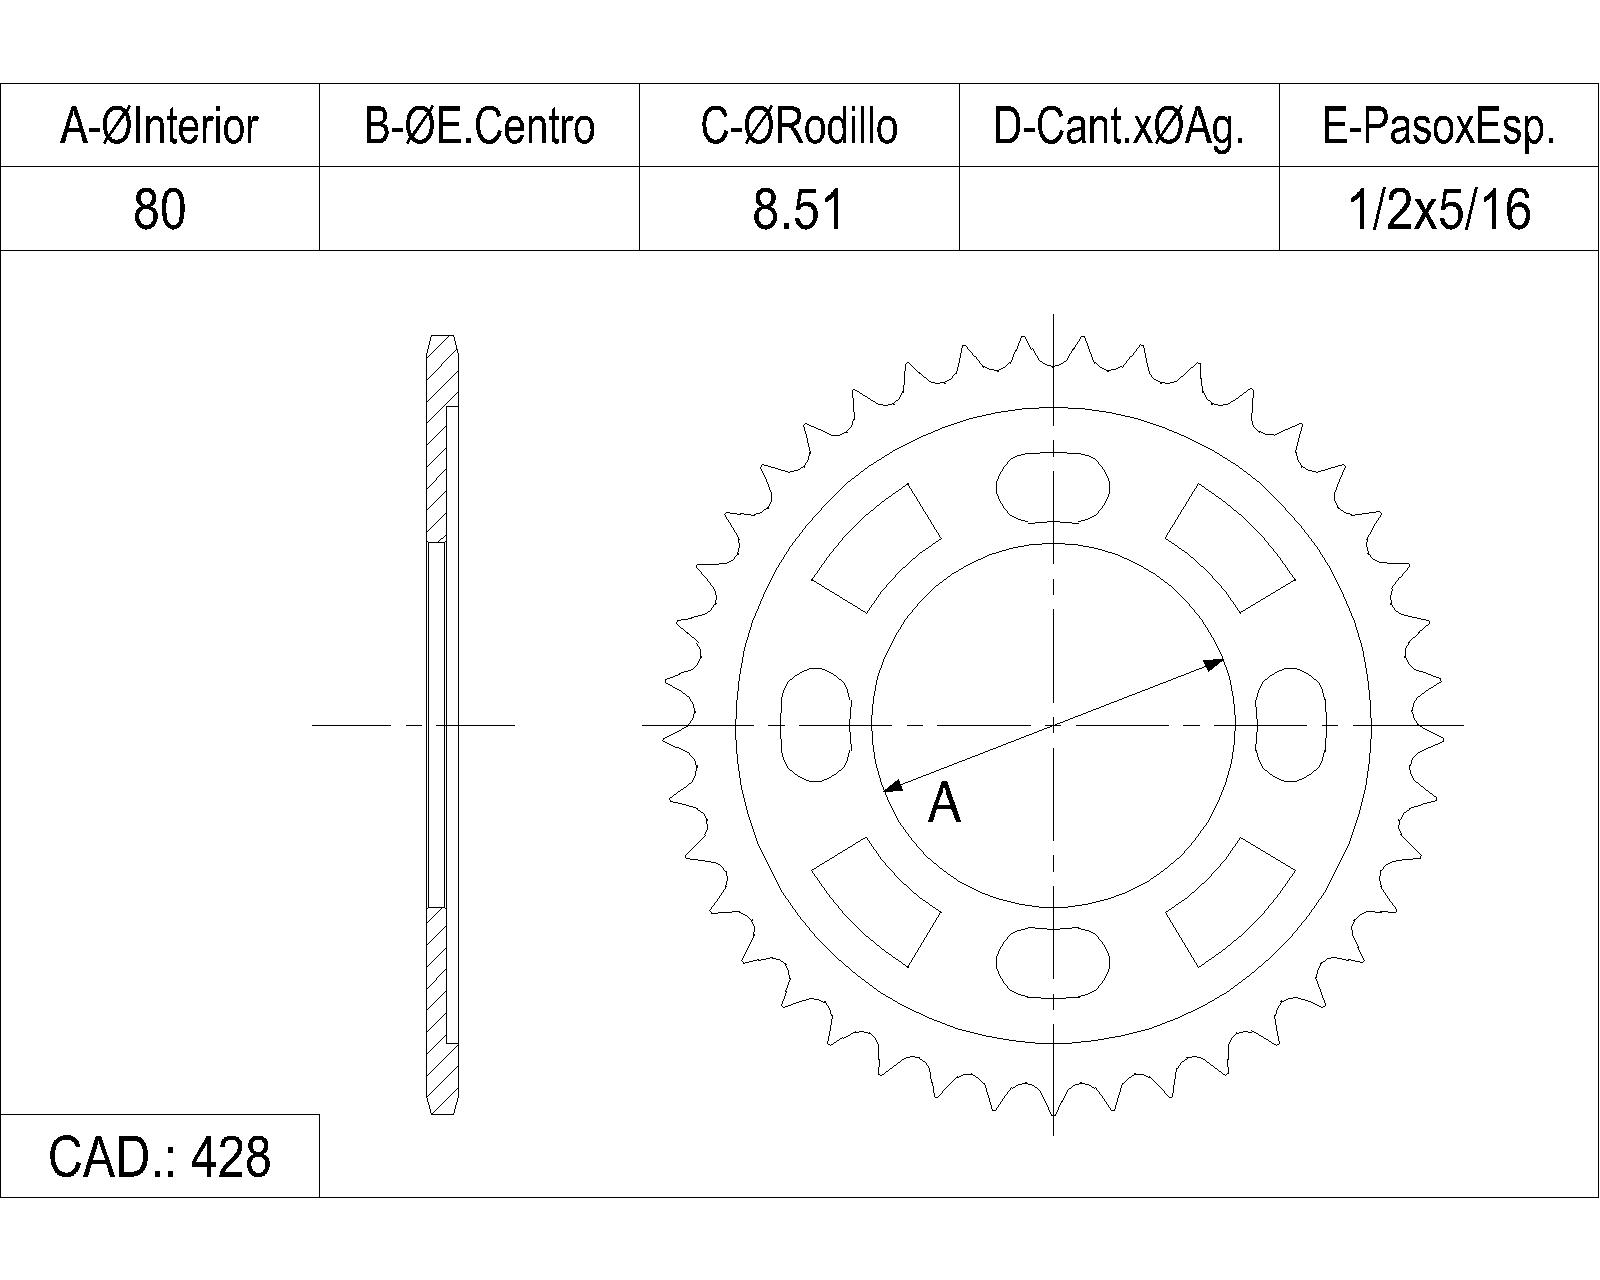 A-ØInterior B-ØE.Centro C-ØRodillo D-Cant.xØAg. E-PasoxEsp.
80 8.51 1/2x5/16
A
CAD.: 428